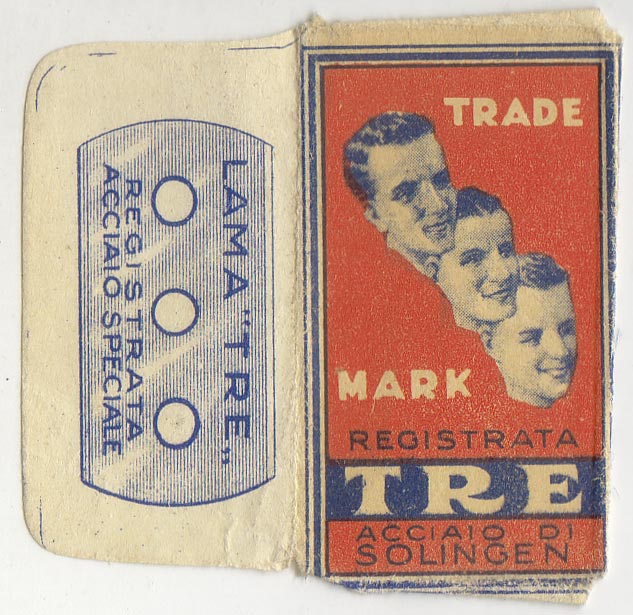 LAMA "TRE„
REGISTRATA
ACCIAIO SPECIALE
TRADE
MARK
REGISTRATA
TRE
ACCIAIO DI
SOLINGEN